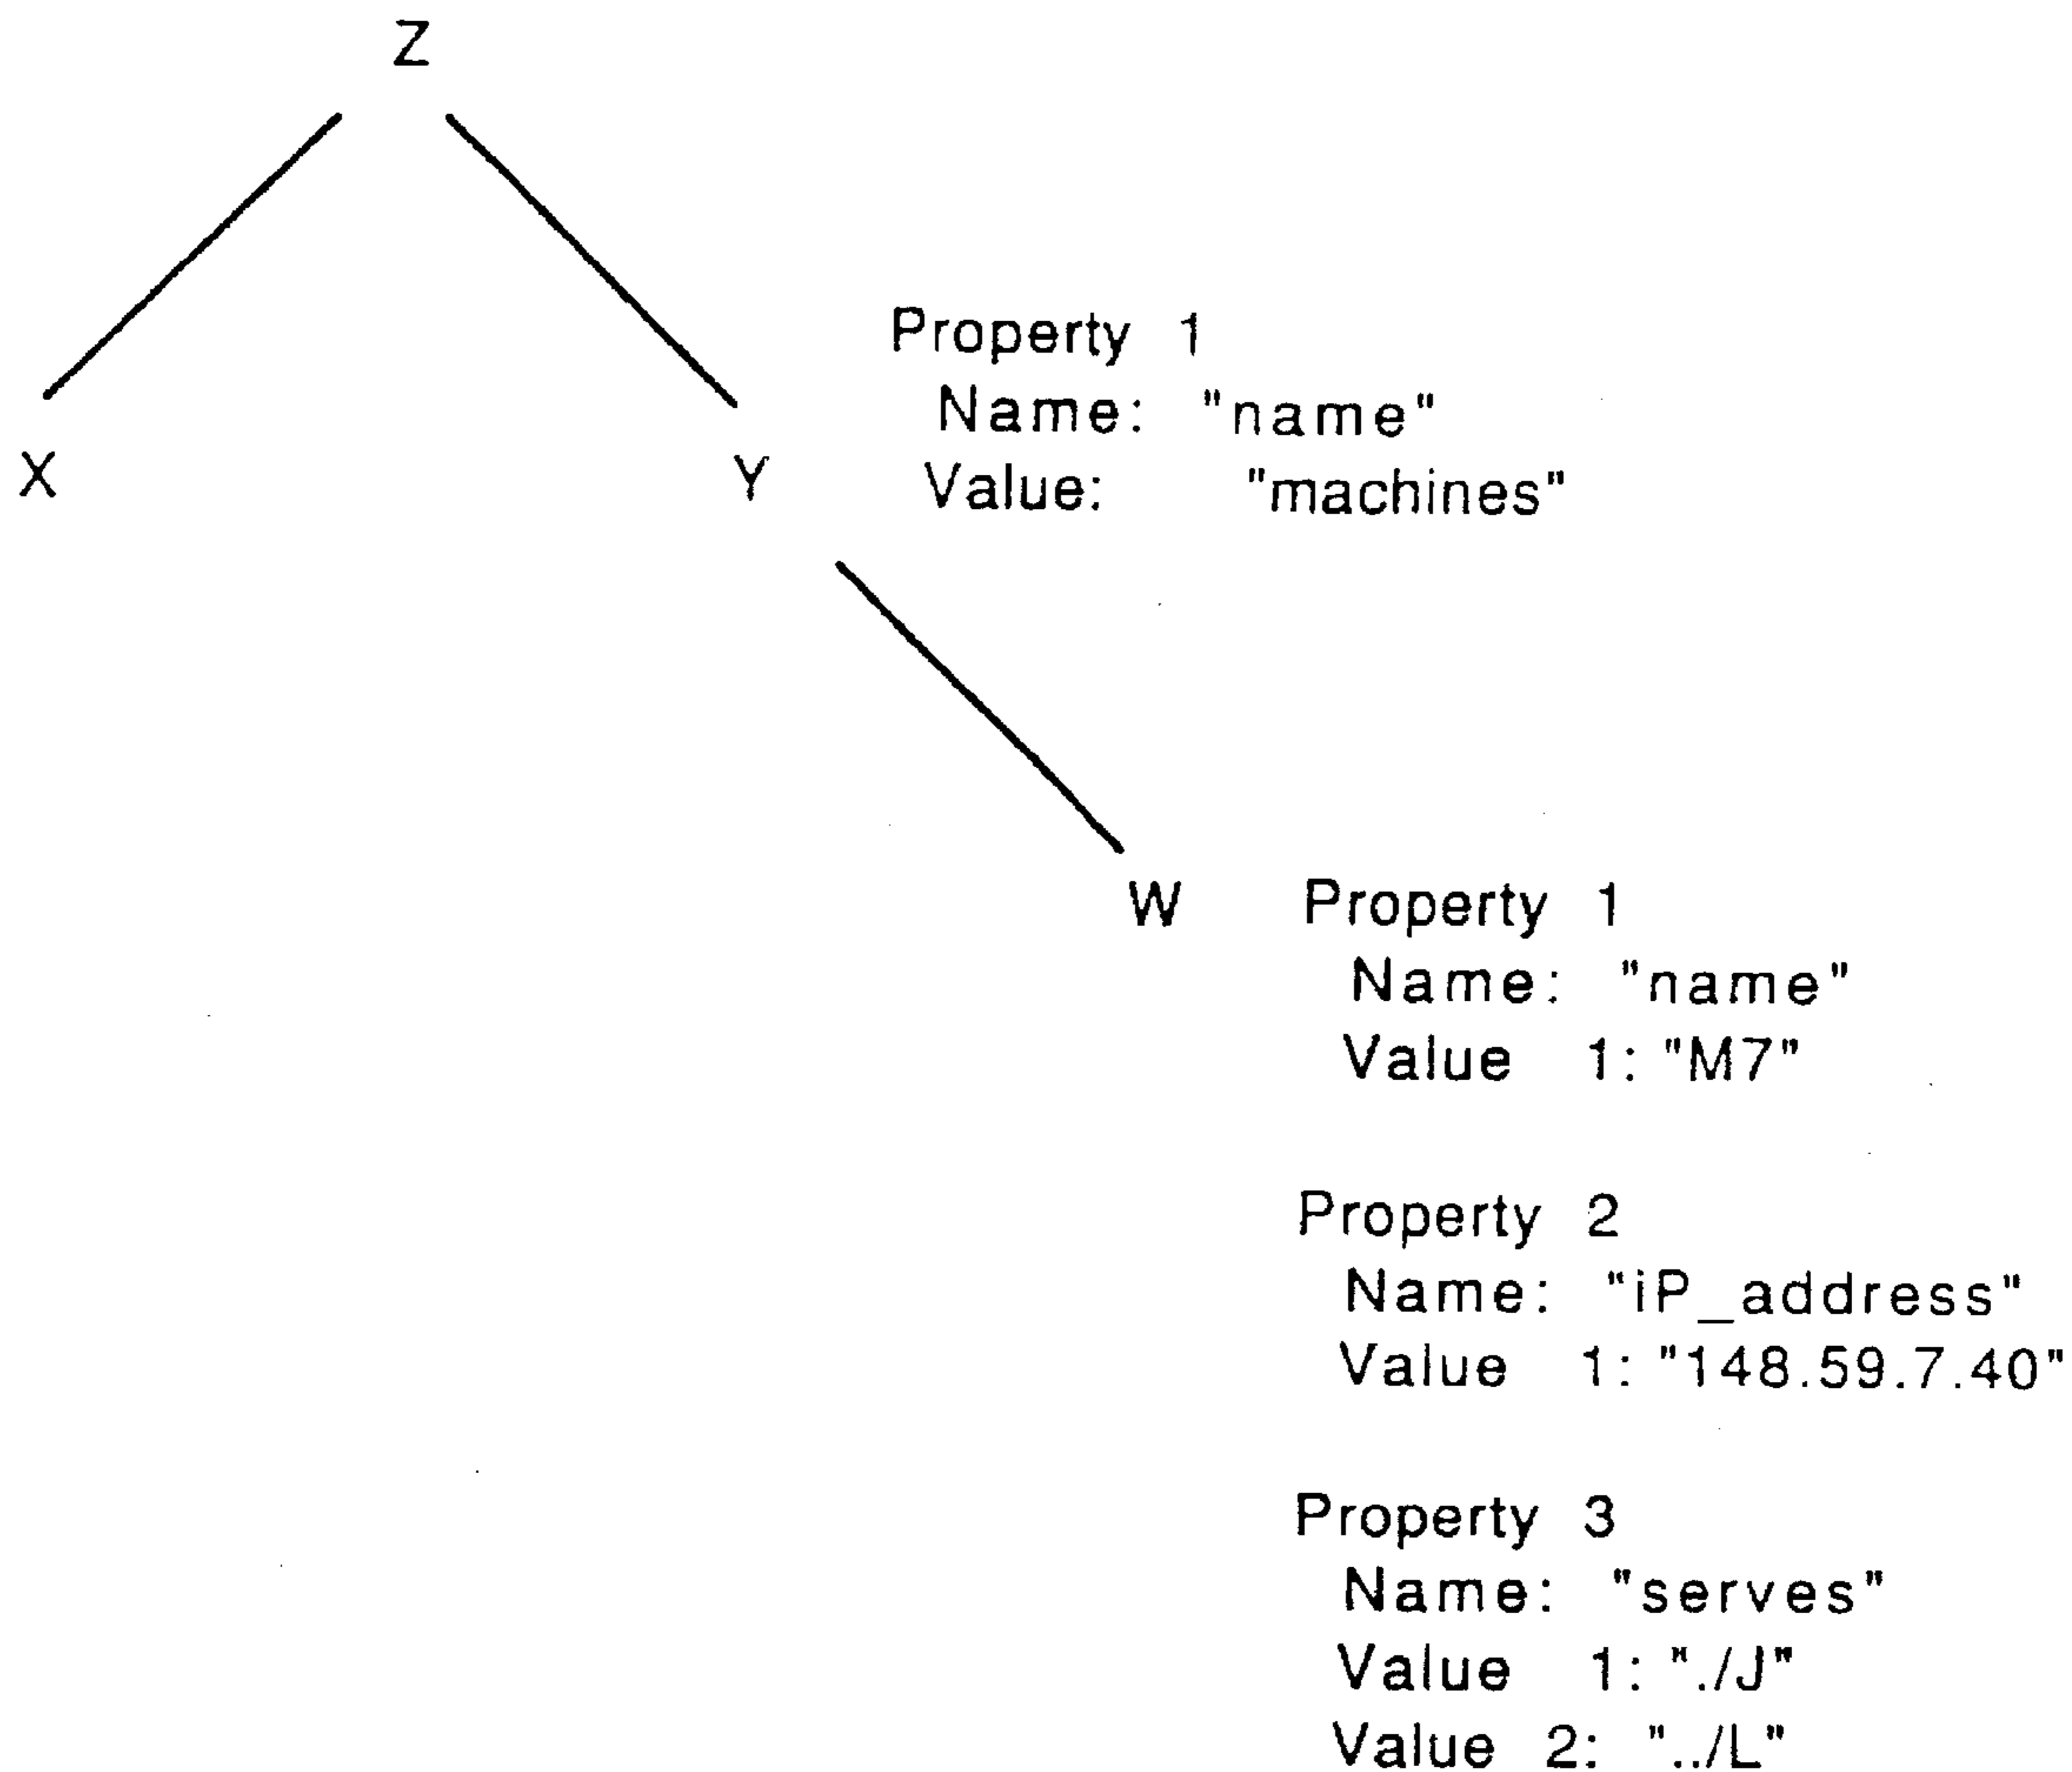 Z
X
Y
Property 1
Name: "name"
Value: "machines"
W
Property 1
Name: "name"
Value 1: "M7"
Property 2
Name: "iP_address"
Value 1: "148.59.7.40"
Property 3
Name: "serves"
Value 1: "./J"
Value 2: "../L"